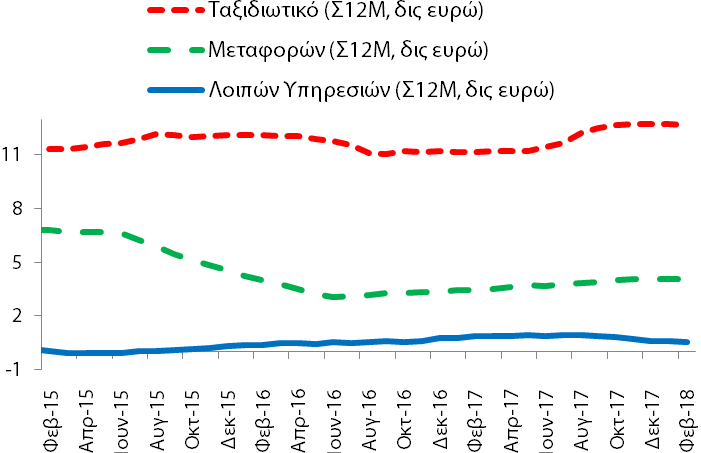 Ταξιδιωτικό (Σ12Μ, δις ευρώ)
Μεταφορών (Σ12Μ, δις ευρώ)
Λοιπών Υπηρεσιών (Σ12Μ, δις ευρώ)
11
8
5
2
-1
Φεβ-15
Απρ-15
Ιουν-15
Αυγ-15
Οκτ-15
Δεκ-15
Φεβ-16
Απρ-16
Ιουν-16
Αυγ-16
Οκτ-16
Δεκ-16
Φεβ-17
Απρ-17
Ιουν-17
Αυγ-17
Οκτ-17
Δεκ-17
Φεβ-18